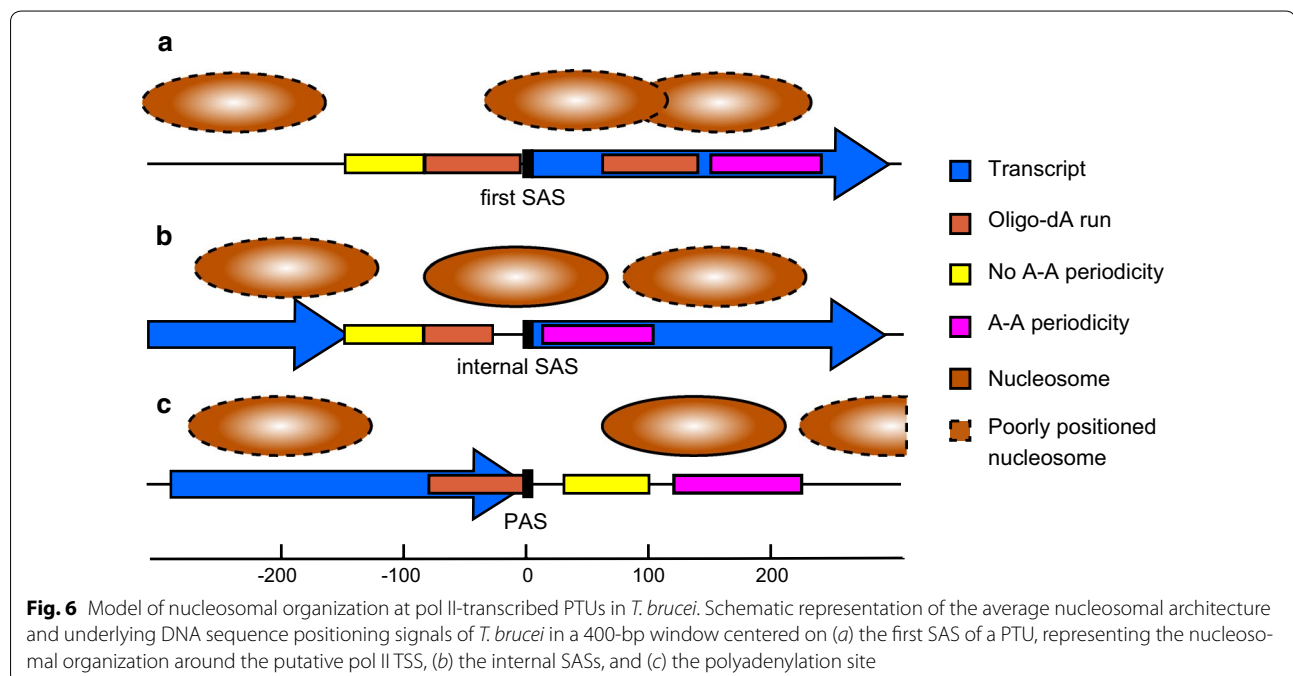 a
first SAS
b
internal SAS
c
PAS
-200 -100 0 100 200
Transcript
Oligo-dA run
No A-A periodicity
A-A periodicity
Nucleosome
Poorly positioned
nucleosome
Fig. 6 Model of nucleosomal organization at pol II-transcribed PTUs in T. brucei. Schematic representation of the average nucleosomal architecture
and underlying DNA sequence positioning signals of T. brucei in a 400-bp window centered on (a) the first SAS of a PTU, representing the nucleoso-
mal organization around the putative pol II TSS, (b) the internal SASs, and (c) the polyadenylation site